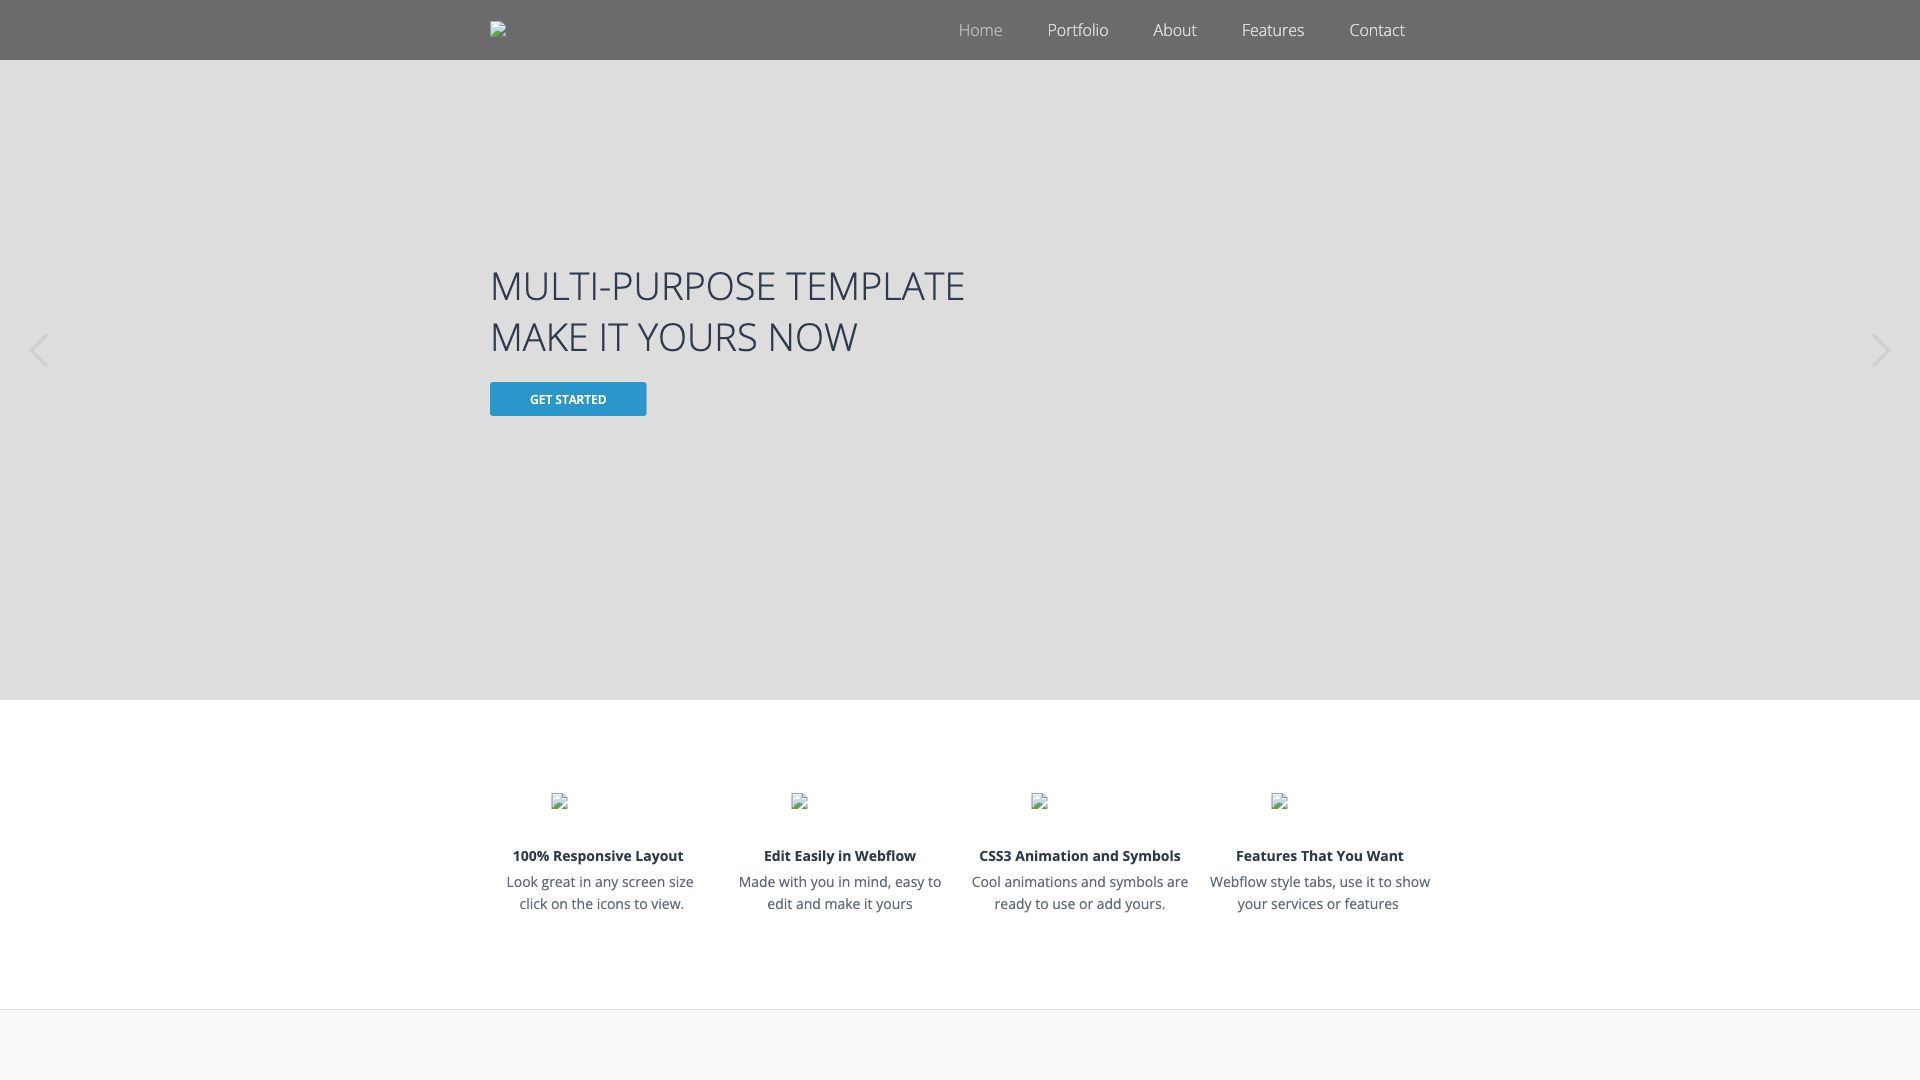 Home Portfolio About Features Contact
MULTI-PURPOSE TEMPLATE
MAKE IT YOURS NOW
GET STARTED
100% Responsive Layout
Look great in any screen size
click on the icons to view.
Edit Easily in Webflow
Made with you in mind, easy to
edit and make it yours
CSS3 Animation and Symbols
Cool animations and symbols are
ready to use or add yours.
Features That You Want
Webflow style tabs, use it to show
your services or features